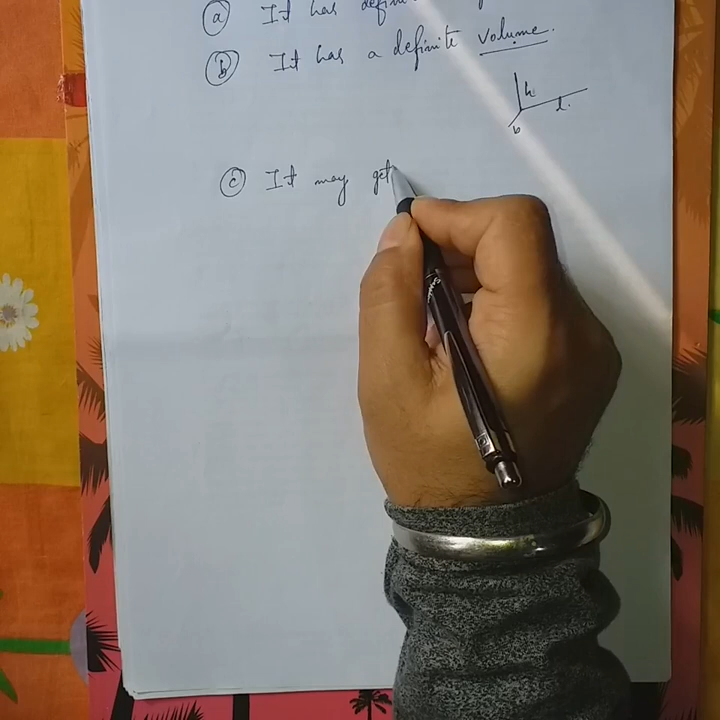 (a) It has
(b) It has a definite volume.
h
l.
b
(c) It may get